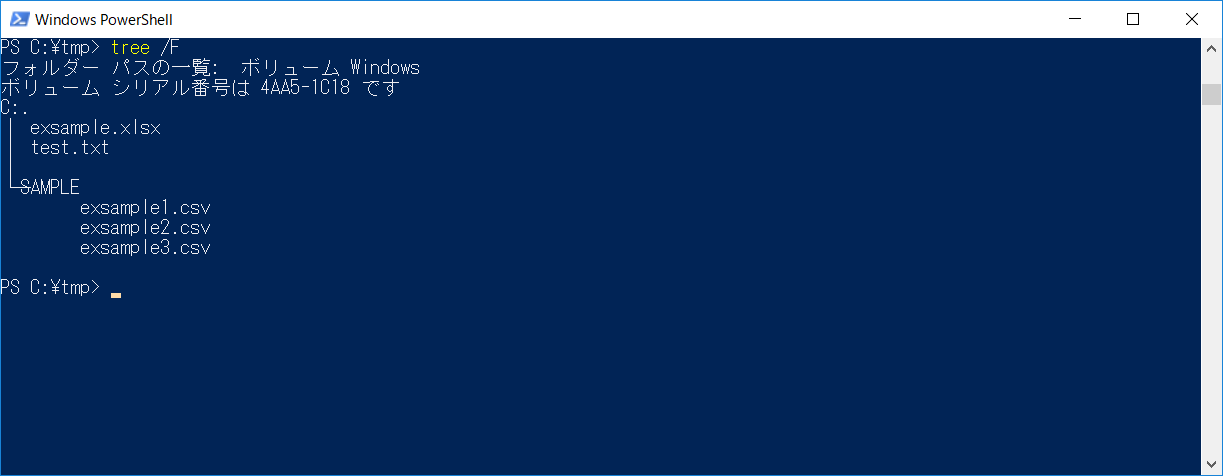 Windows PowerShell
PS C:¥tmp> tree /F
フォルダー パスの一覧:  ボリューム Windows
ボリューム シリアル番号は 4AA5-1C18 です
C:.
│  exsample.xlsx
│  test.txt
│
└─SAMPLE
        exsample1.csv
        exsample2.csv
        exsample3.csv
PS C:¥tmp>